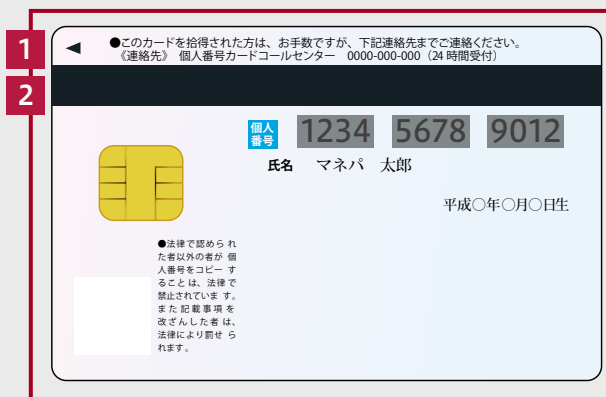 1
●このカードを拾得された方は、お手数ですが、下記連絡先までご連絡ください。
《連絡先》 個人番号カードコールセンター 0000-000-000（24時間受付）
2
個人
番号
1234 5678 9012
氏名 マネパ 太郎
平成○年○月○日生
●法律で認められ
た者以外の者が 個
人番号をコピー す
ることは、法律で
禁止されていま す。
また記載事項を
改ざんした者は、
法律により罰せ ら
れます。